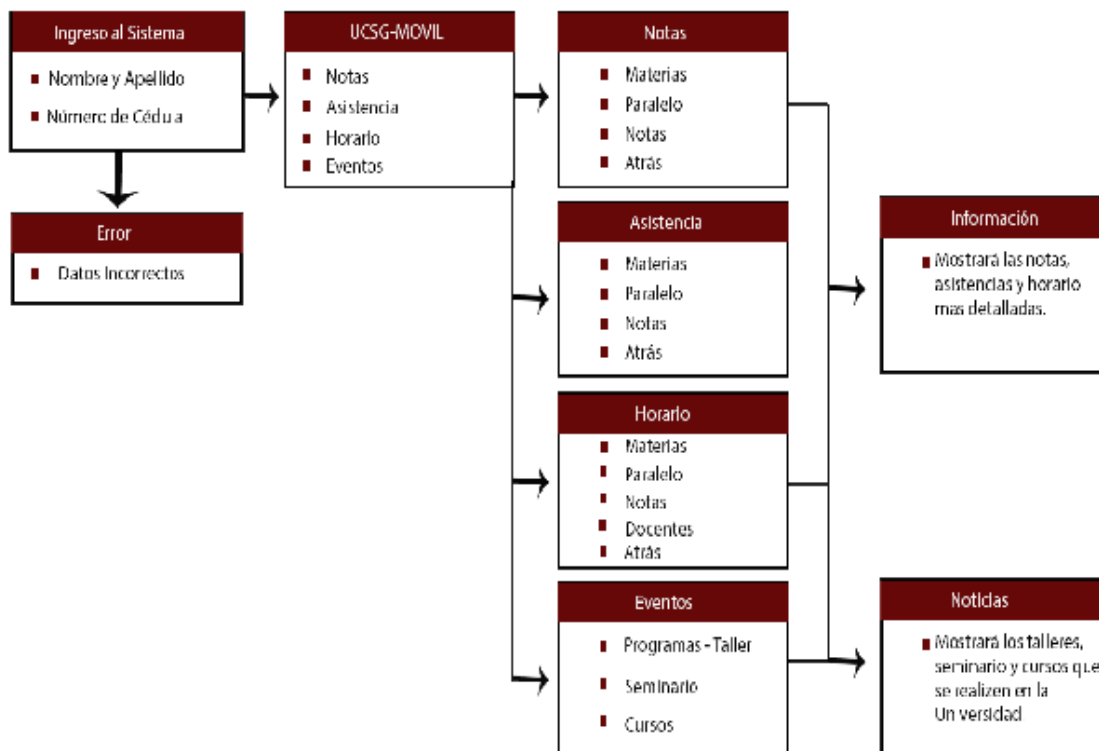 Ingreso al Sistema
Nombre y Apellido
Número de Cédula
Error
Datos Incorrectos
UCSG-MOVIL
Notas
Asistencia
Horario
Eventos
Notas
Materias
Paralelo
Notas
Atrás
Asistencia
Materias
Paralelo
Notas
Atrás
Horario
Materias
Paralelo
Notas
Docentes
Atrás
Eventos
Programas - Taller
Seminario
Cursos
Información
Mostrará las notas,
asistencias y horario
mas detalladas.
Noticias
Mostrará los talleres,
seminario y cursos que
se realizen en la
Universidad